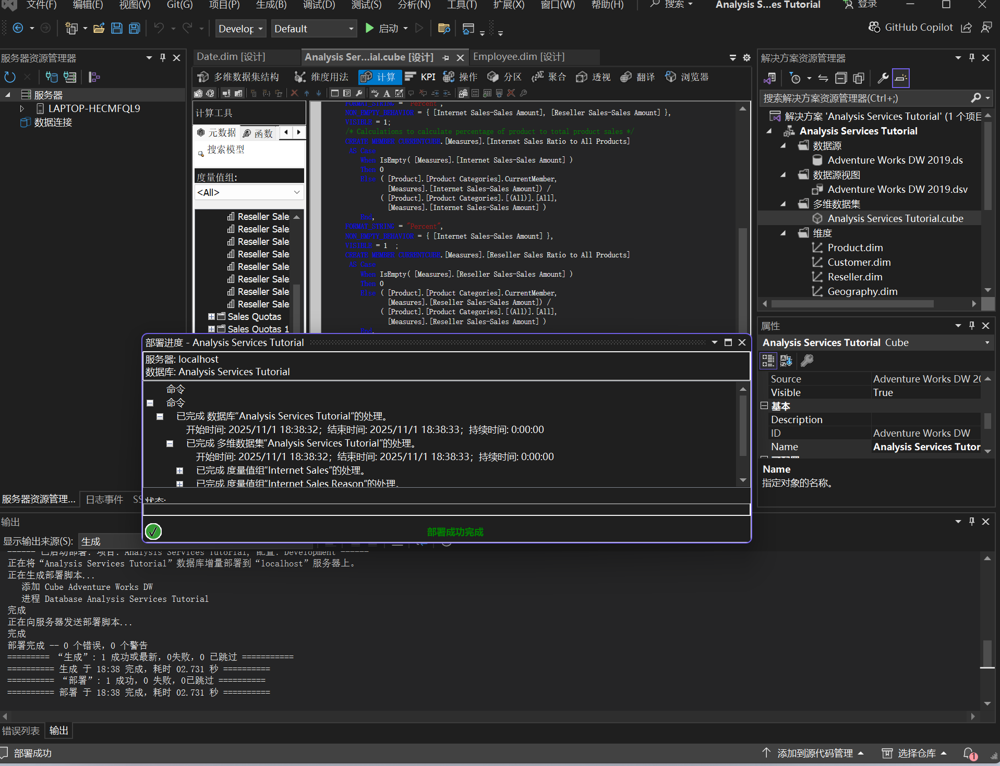 文件(F) 编辑(E) 视图(V) Git(G) 项目(P) 生成(B) 调试(D) 测试(S) 分析(N) 工具(T) 扩展(X) 窗口(W) 帮助(H) 搜索 Analysis S...es Tutorial 登录
Develop Default 启动 GitHub Copilot
服务器资源管理器
服务器
LAPTOP-HECMFQL9
数据连接
Date.dim [设计] Analysis Ser...ial.cube [设计] Employee.dim [设计]
多维数据集结构 维度用法 计算 KPI 操作 分区 聚合 透视 翻译 浏览器
计算工具
元数据 函数
搜索模型
度量值组:
<All>
Reseller Sale
Reseller Sale
Reseller Sale
Reseller Sale
Reseller Sale
Reseller Sale
Reseller Sale
Reseller Sale
Sales Quotas
Sales Quotas 1
FORMAT_STRING = "Percent",
NON_EMPTY_BEHAVIOR = { [Internet Sales-Sales Amount], [Reseller Sales-Sales Amount] },
VISIBLE = 1;
/* Calculations to calculate percentage of product to total product sales */
CREATE MEMBER CURRENTCUBE.[Measures].[Internet Sales Ratio to All Products]
AS Case
When IsEmpty( [Measures].[Internet Sales-Sales Amount] )
Then 0
Else ( [Product].[Product Categories].CurrentMember,
[Measures].[Internet Sales-Sales Amount]) /
( [Product].[Product Categories].[(All)].[All],
[Measures].[Internet Sales-Sales Amount] )
End,
FORMAT_STRING = "Percent",
NON_EMPTY_BEHAVIOR = { [Internet Sales-Sales Amount] },
VISIBLE = 1 ;
CREATE MEMBER CURRENTCUBE.[Measures].[Reseller Sales Ratio to All Products]
AS Case
When IsEmpty( [Measures].[Reseller Sales-Sales Amount] )
Then 0
Else ( [Product].[Product Categories].CurrentMember,
[Measures].[Reseller Sales-Sales Amount]) /
( [Product].[Product Categories].[(All)].[All],
[Measures].[Reseller Sales-Sales Amount] )
End,
解决方案资源管理器
搜索解决方案资源管理器(Ctrl+;)
解决方案 'Analysis Services Tutorial' (1 个项目
Analysis Services Tutorial
数据源
Adventure Works DW 2019.ds
数据源视图
Adventure Works DW 2019.dsv
多维数据集
Analysis Services Tutorial.cube
维度
Product.dim
Customer.dim
Reseller.dim
Geography.dim
属性
Analysis Services Tutorial Cube
Source Adventure Works DW 20
Visible True
基本
Description
ID Adventure Works DW
Name Analysis Services Tutor
Name
指定对象的名称。
部署进度 - Analysis Services Tutorial
服务器: localhost
数据库: Analysis Services Tutorial
命令
命令
已完成 数据库“Analysis Services Tutorial”的处理。
开始时间: 2025/11/1 18:38:32；结束时间: 2025/11/1 18:38:33；持续时间: 0:00:00
已完成 多维数据集“Analysis Services Tutorial”的处理。
开始时间: 2025/11/1 18:38:32；结束时间: 2025/11/1 18:38:33；持续时间: 0:00:00
已完成 度量值组“Internet Sales”的处理。
已完成 度量值组“Internet Sales Reason”的处理。
状态:
部署成功完成
服务器资源管理... 日志事件 SS
输出
显示输出来源(S): 生成
------ 已启动部署: 项目: Analysis Services Tutorial, 配置: Development ------
正在将“Analysis Services Tutorial”数据库增量部署到“localhost”服务器上。
正在生成部署脚本...
添加 Cube Adventure Works DW
进程 Database Analysis Services Tutorial
完成
正在向服务器发送部署脚本...
完成
部署完成 -- 0 个错误，0 个警告
========= “生成”: 1 成功或最新，0失败，0 已跳过 ===========
========== 生成 于 18:38 完成，耗时 02.731 秒 ==========
========== “部署”: 1 成功，0 失败，0已跳过 ==========
========== 部署 于 18:38 完成，耗时 02.731 秒 ==========
错误列表 输出
部署成功 添加到源代码管理 选择仓库 1